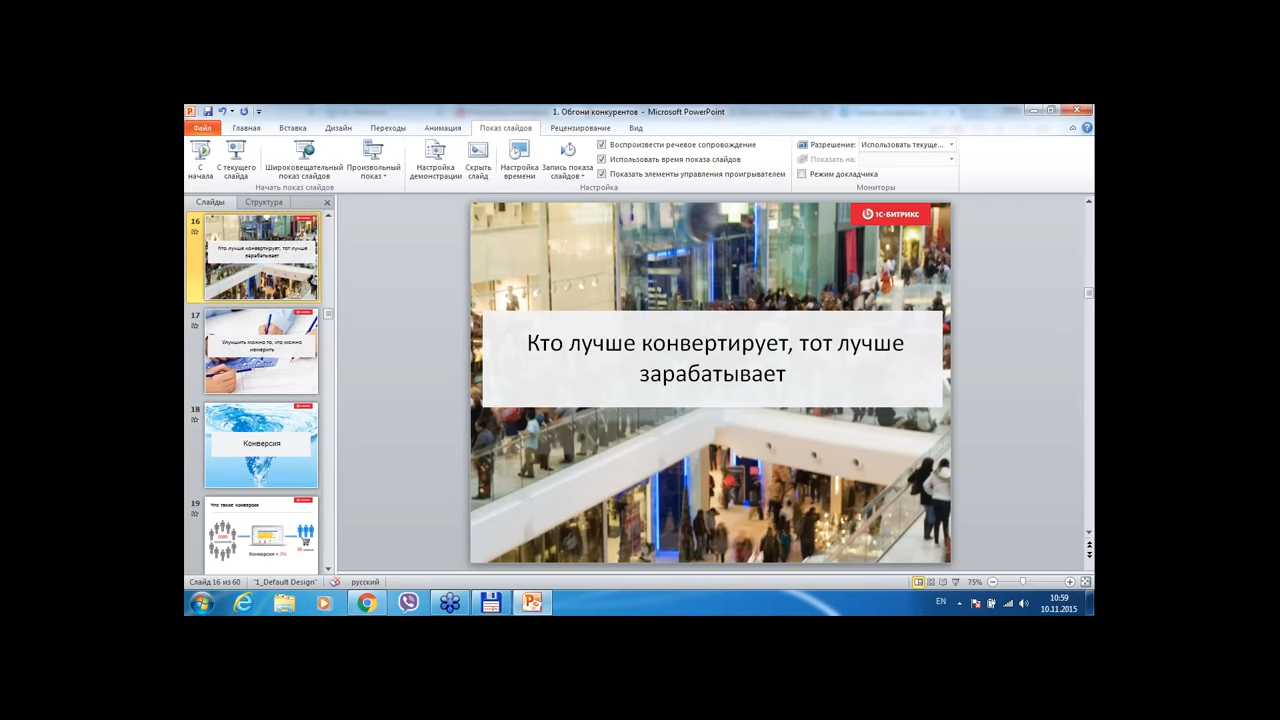 1. Обгони конкурентов - Microsoft PowerPoint
Файл Главная Вставка Дизайн Переходы Анимация Показ слайдов Рецензирование Вид
С начала
С текущего слайда
Широковещательный показ слайдов
Произвольный показ
Начать показ слайдов
Настройка демонстрации
Скрыть слайд
Настройка времени
Запись показа слайдов
Воспроизвести речевое сопровождение
Использовать время показа слайдов
Показать элементы управления проигрывателем
Настройка
Разрешение: Использовать текуще...
Показать на:
Режим докладчика
Мониторы
Слайды Структура
16
Кто лучше конвертирует, тот лучше
зарабатывает
17
Улучшить можно то, что можно
измерить
18
Конверсия
19
Что такое конверсия
1000
Конверсия = 3%
1С-БИТРИКС
Кто лучше конвертирует, тот лучше
зарабатывает
Слайд 16 из 60 "1_Default Design" русский 75%
EN
10:59
10.11.2015